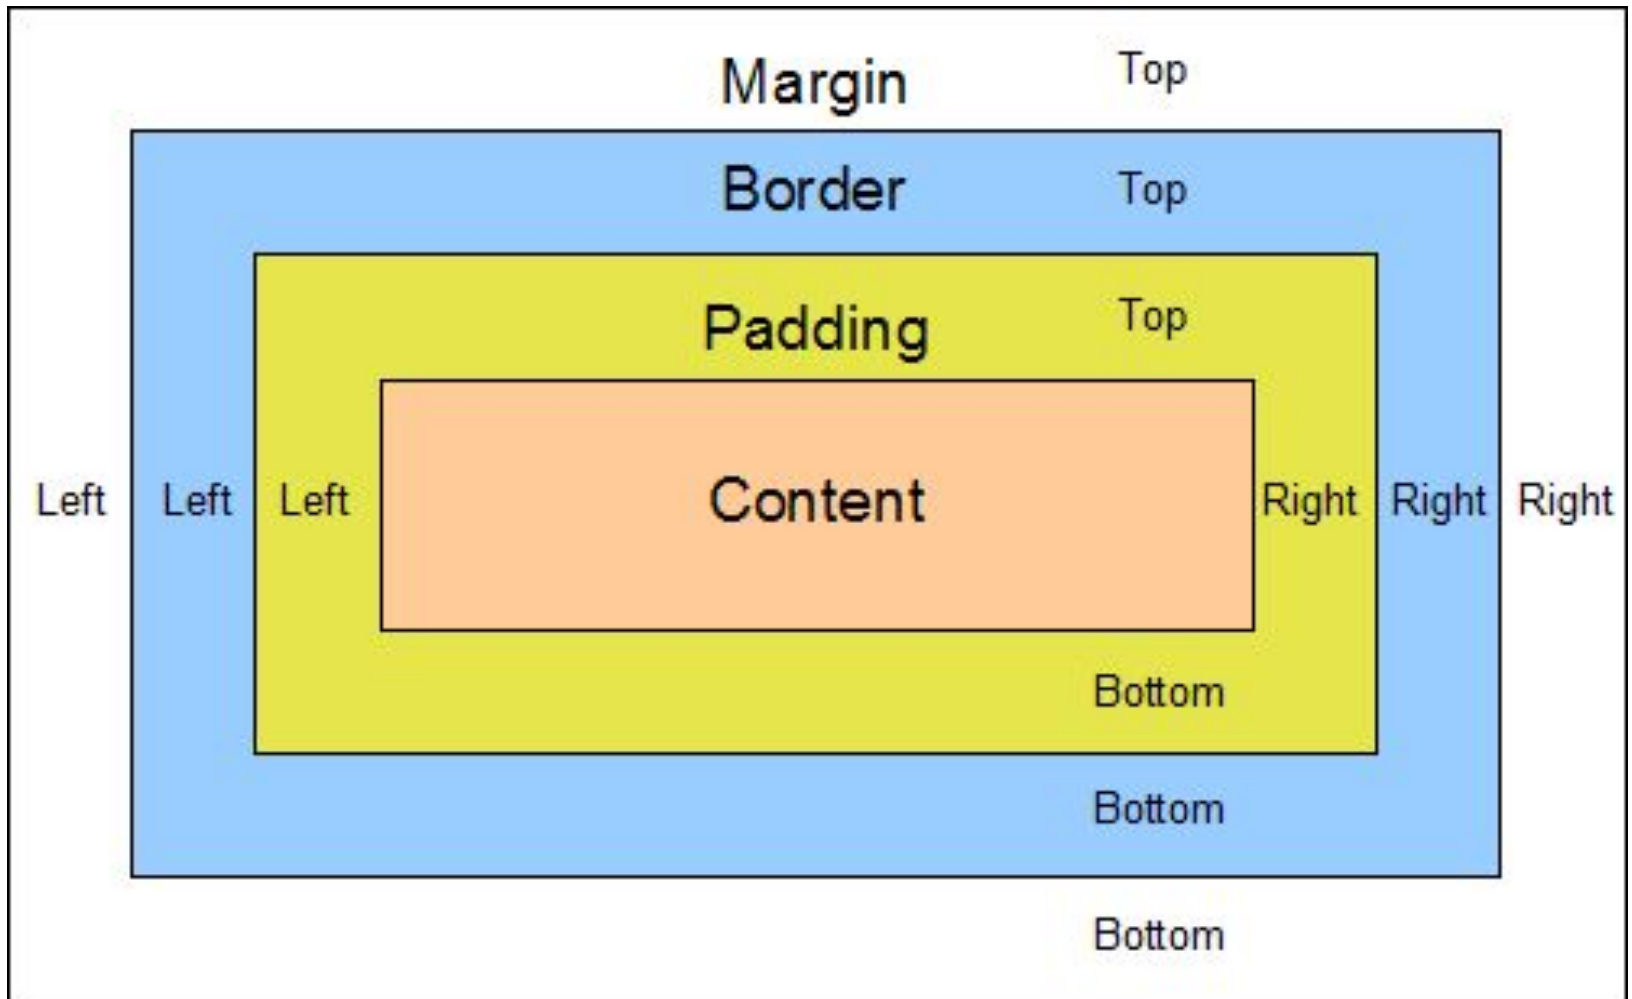 Margin Top
Border Top
Padding Top
Left Left Left Content Right Right Right
Bottom
Bottom
Bottom